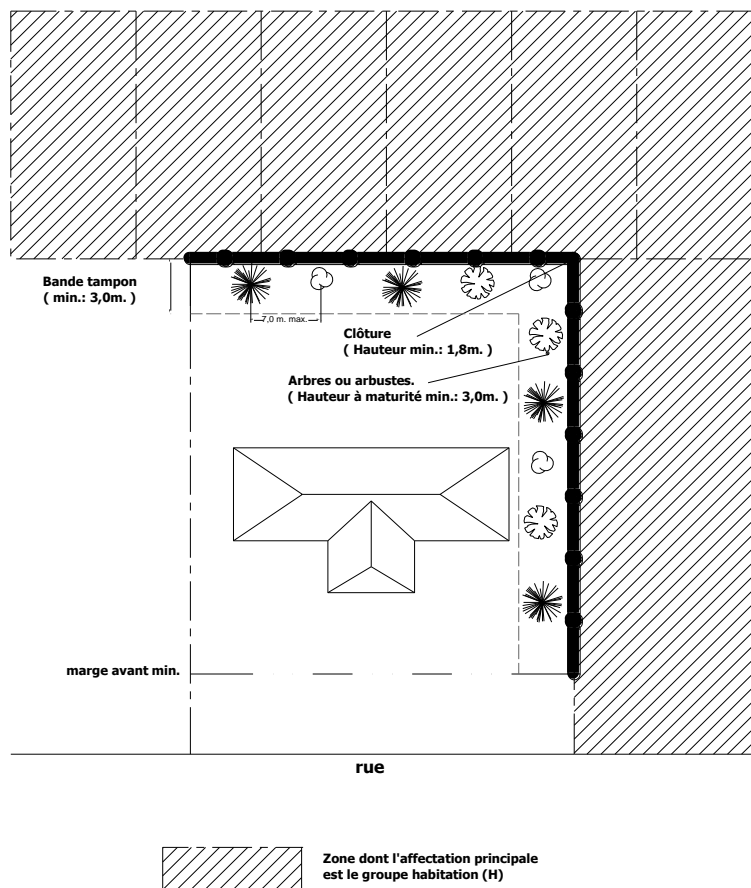 Bande tampon
( min.: 3,0m. )
7,0 m. max.
Clôture
( Hauteur min.: 1,8m. )
Arbres ou arbustes.
( Hauteur à maturité min.: 3,0m. )
marge avant min.
rue
Zone dont l'affectation principale
est le groupe habitation (H)